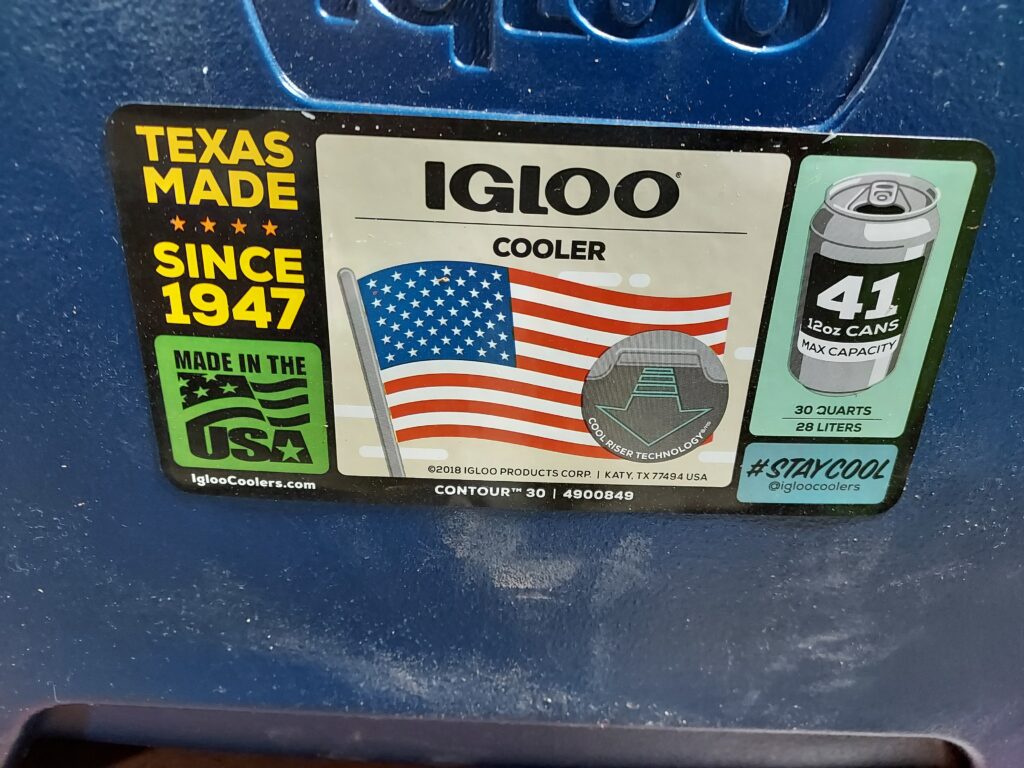 Igloo
TEXAS
MADE
SINCE
1947
MADE IN THE
USA
IglooCoolers.com
IGLOO®
COOLER
COOL RISER TECHNOLOGY
©2018 IGLOO PRODUCTS CORP. | KATY, TX 77494 USA
CONTOUR™ 30 | 4900849
41
12oz CANS
MAX CAPACITY
30 QUARTS
28 LITERS
#STAYCOOL
@igloocoolers